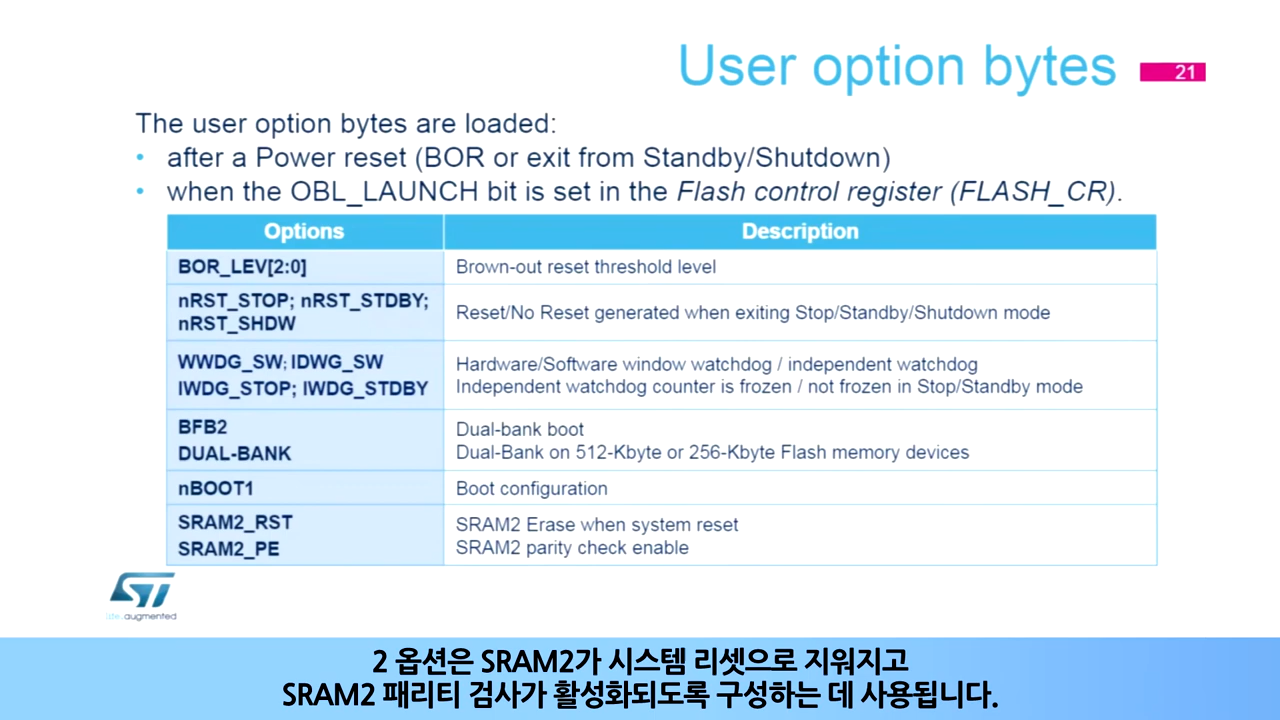 User option bytes
21
The user option bytes are loaded:
• after a Power reset (BOR or exit from Standby/Shutdown)
• when the OBL_LAUNCH bit is set in the Flash control register (FLASH_CR).
Options Description
BOR_LEV[2:0] Brown-out reset threshold level
nRST_STOP; nRST_STDBY;
nRST_SHDW
Reset/No Reset generated when exiting Stop/Standby/Shutdown mode
WWDG_SW; IDWG_SW
IWDG_STOP; IWDG_STDBY
Hardware/Software window watchdog / independent watchdog
Independent watchdog counter is frozen / not frozen in Stop/Standby mode
BFB2
DUAL-BANK
Dual-bank boot
Dual-Bank on 512-Kbyte or 256-Kbyte Flash memory devices
nBOOT1 Boot configuration
SRAM2_RST
SRAM2_PE
SRAM2 Erase when system reset
SRAM2 parity check enable
ST
life.augmented
2 옵션은 SRAM2가 시스템 리셋으로 지워지고
SRAM2 패리티 검사가 활성화되도록 구성하는 데 사용됩니다.